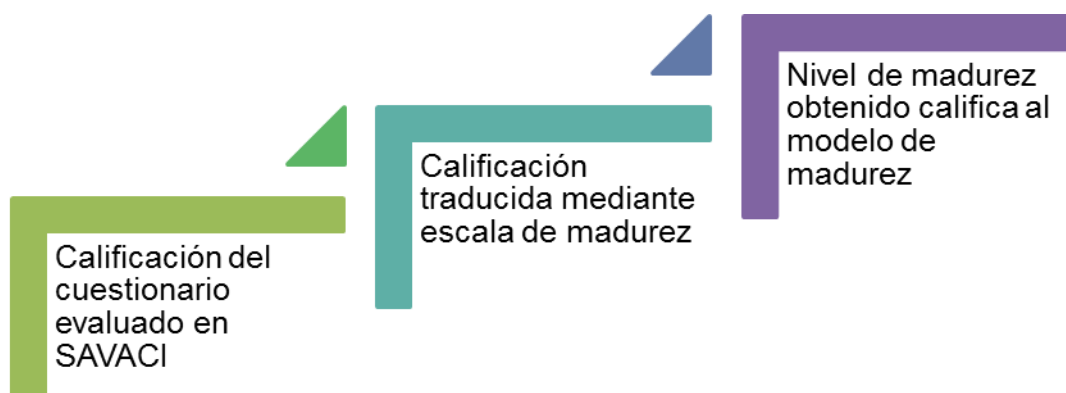 Calificación del
cuestionario
evaluado en
SAVACI
Calificación
traducida mediante
escala de madurez
Nivel de madurez
obtenido califica al
modelo de
madurez